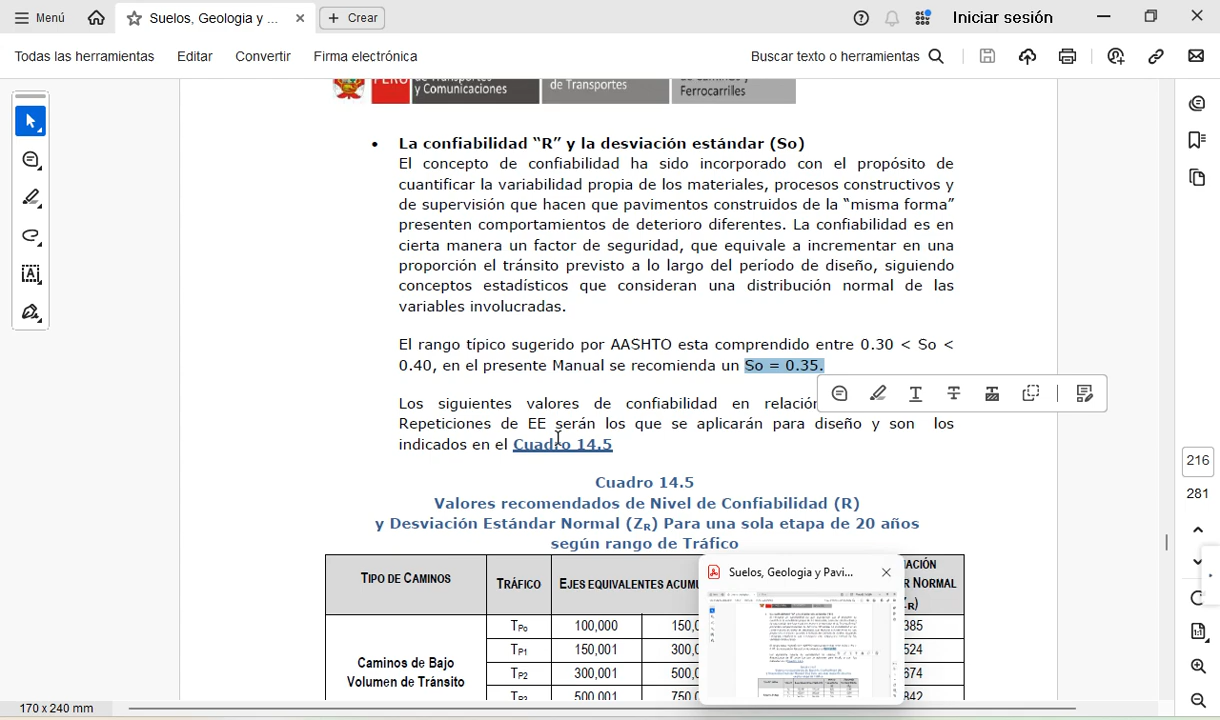 Menú
Suelos, Geologia y ...
Crear
Iniciar sesión
Todas las herramientas
Editar
Convertir
Firma electrónica
Buscar texto o herramientas
y Comunicaciones
de Transportes
Ferrocarriles
• La confiabilidad “R” y la desviación estándar (So)
El concepto de confiabilidad ha sido incorporado con el propósito de
cuantificar la variabilidad propia de los materiales, procesos constructivos y
de supervisión que hacen que pavimentos construidos de la “misma forma”
presenten comportamientos de deterioro diferentes. La confiabilidad es en
cierta manera un factor de seguridad, que equivale a incrementar en una
proporción el tránsito previsto a lo largo del período de diseño, siguiendo
conceptos estadísticos que consideran una distribución normal de las
variables involucradas.
El rango típico sugerido por AASHTO esta comprendido entre 0.30 < So <
0.40, en el presente Manual se recomienda un So = 0.35.
Los siguientes valores de confiabilidad en relación
Repeticiones de EE serán los que se aplicarán para diseño y son los
indicados en el Cuadro 14.5
Cuadro 14.5
Valores recomendados de Nivel de Confiabilidad (R)
y Desviación Estándar Normal (ZR) Para una sola etapa de 20 años
según rango de Tráfico
TIPO DE CAMINOS
TRÁFICO
EJES EQUIVALENTES ACUMU
ACIÓN
R NORMAL
R)
TP0 100,000 150,0 385
TP1 150,001 300,0 524
Caminos de Bajo
Volumen de Tránsito
TP2 300,001 500,0 674
500,001 750,0 842
Suelos, Geologia y Pavi...
216
281
170 x 240 mm